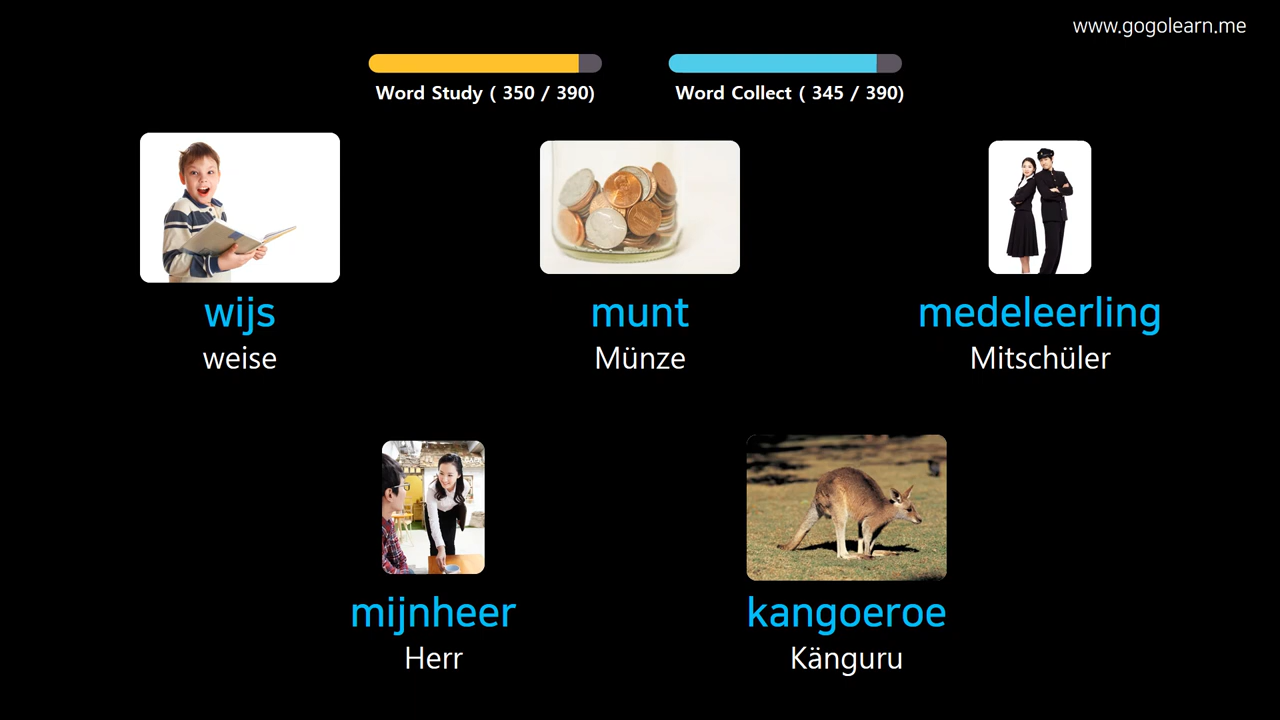 www.gogolearn.me
Word Study ( 350 / 390)
Word Collect ( 345 / 390)
wijs
munt
medeleerling
weise
Münze
Mitschüler
mijnheer
kangoeroe
Herr
Känguru